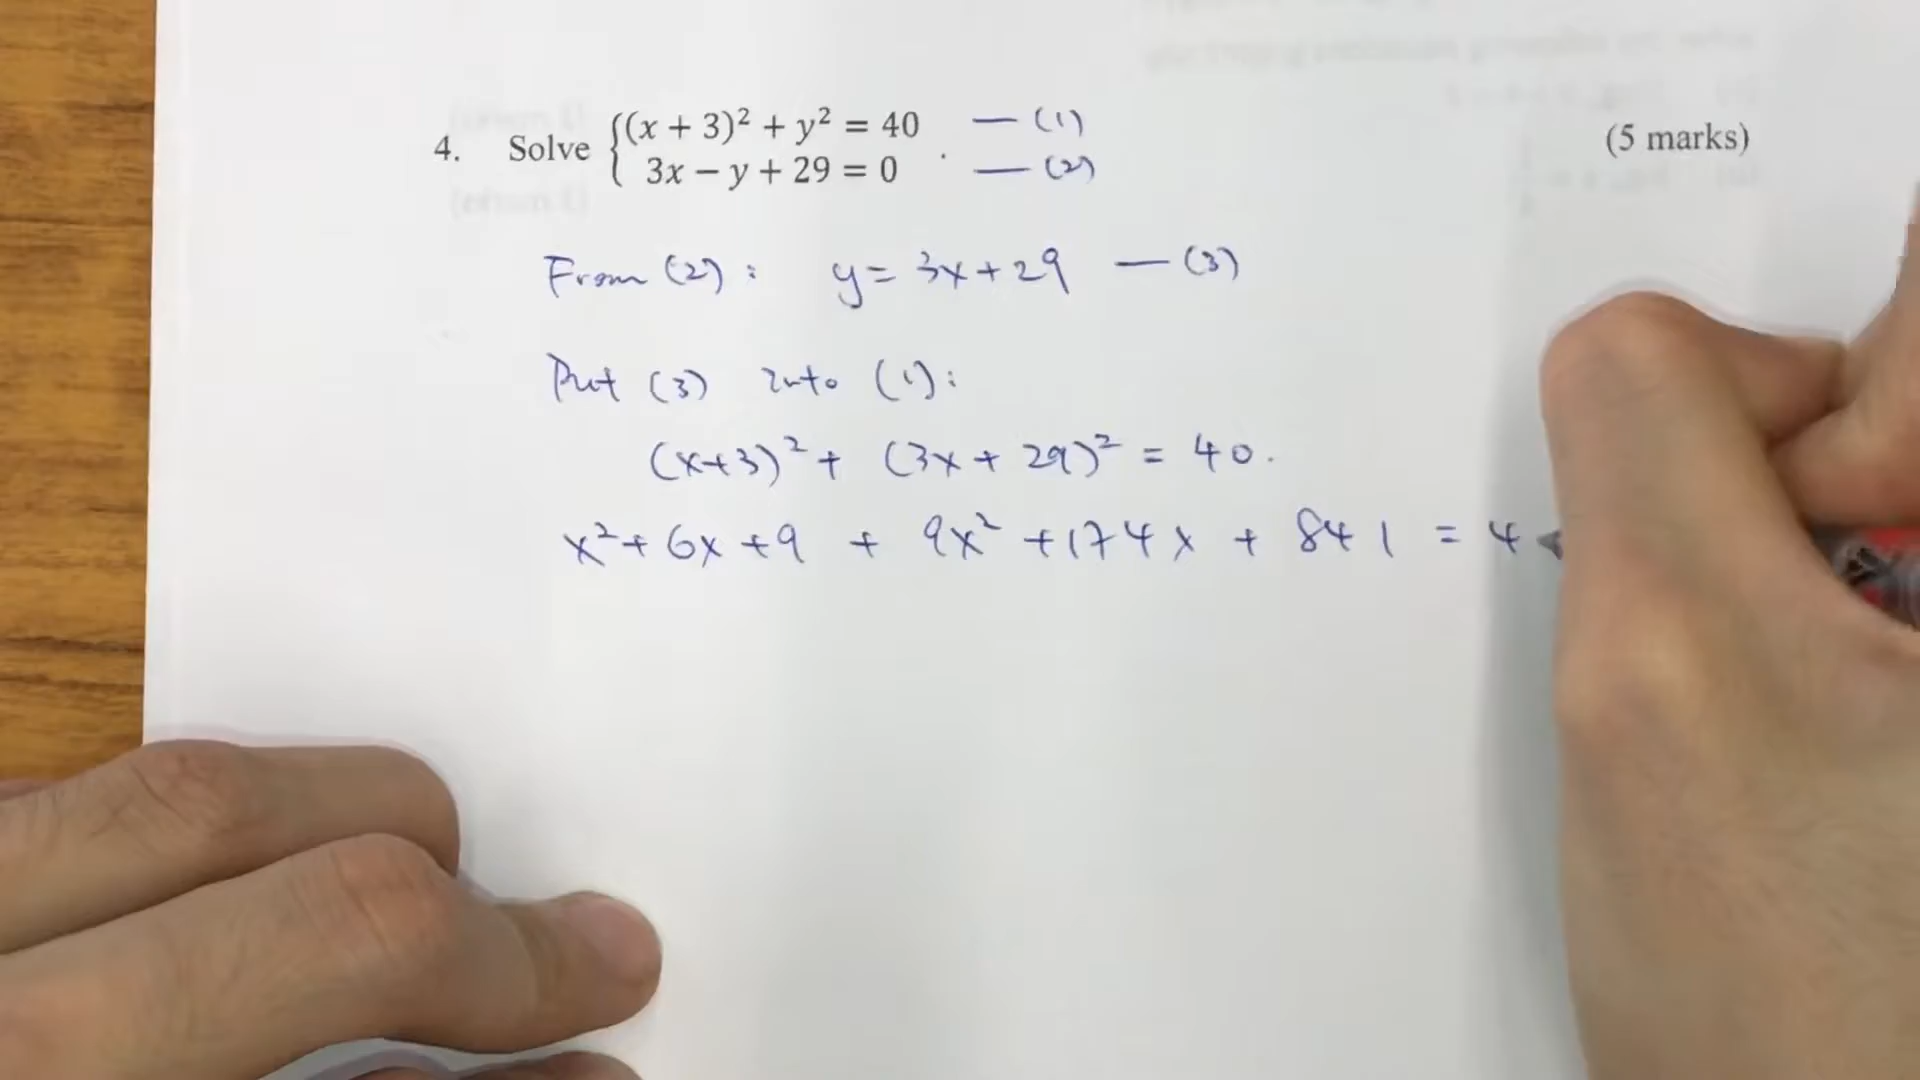 4. Solve {(x + 3)² + y² = 40 — (1)
3x − y + 29 = 0 . — (2)
(5 marks)
From (2): y = 3x + 29 — (3)
Put (3) into (1):
(x+3)² + (3x + 29)² = 40.
x² + 6x + 9 + 9x² + 174x + 841 = 4